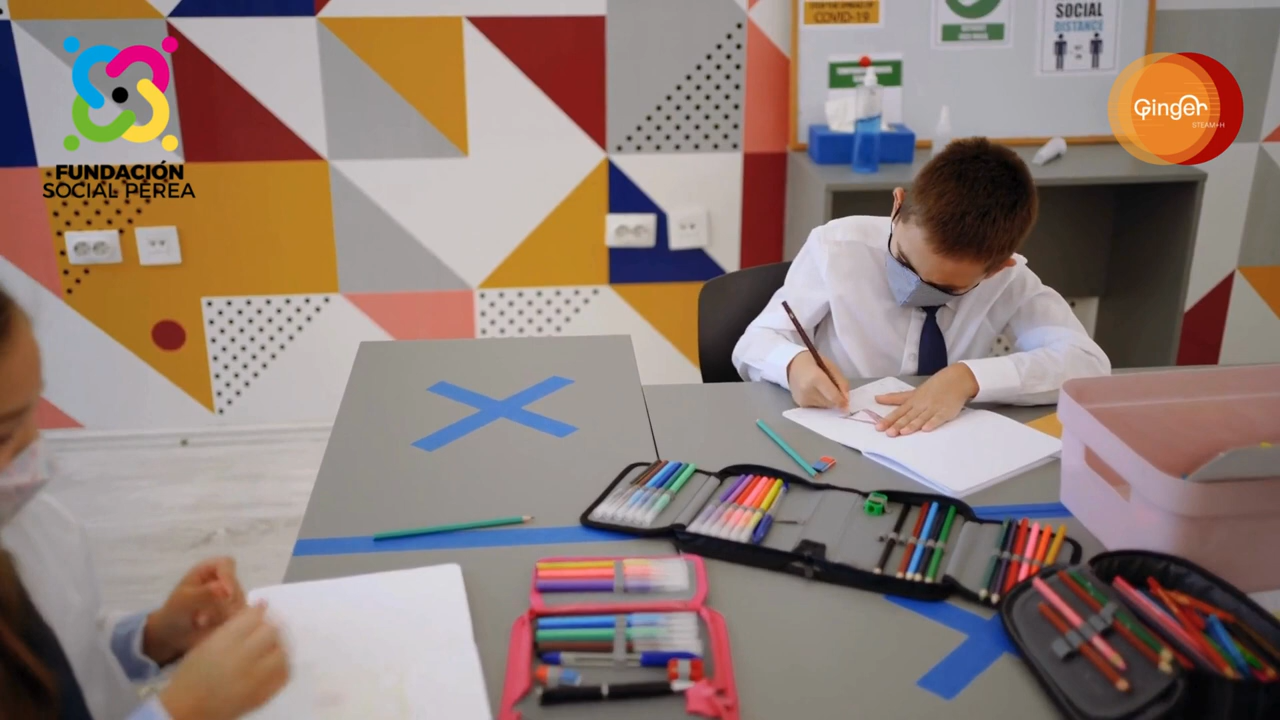 FUNDACIÓN
SOCIAL PEREA
COVID-19
SOCIAL
DISTANCE
Ginger
STEAM+H